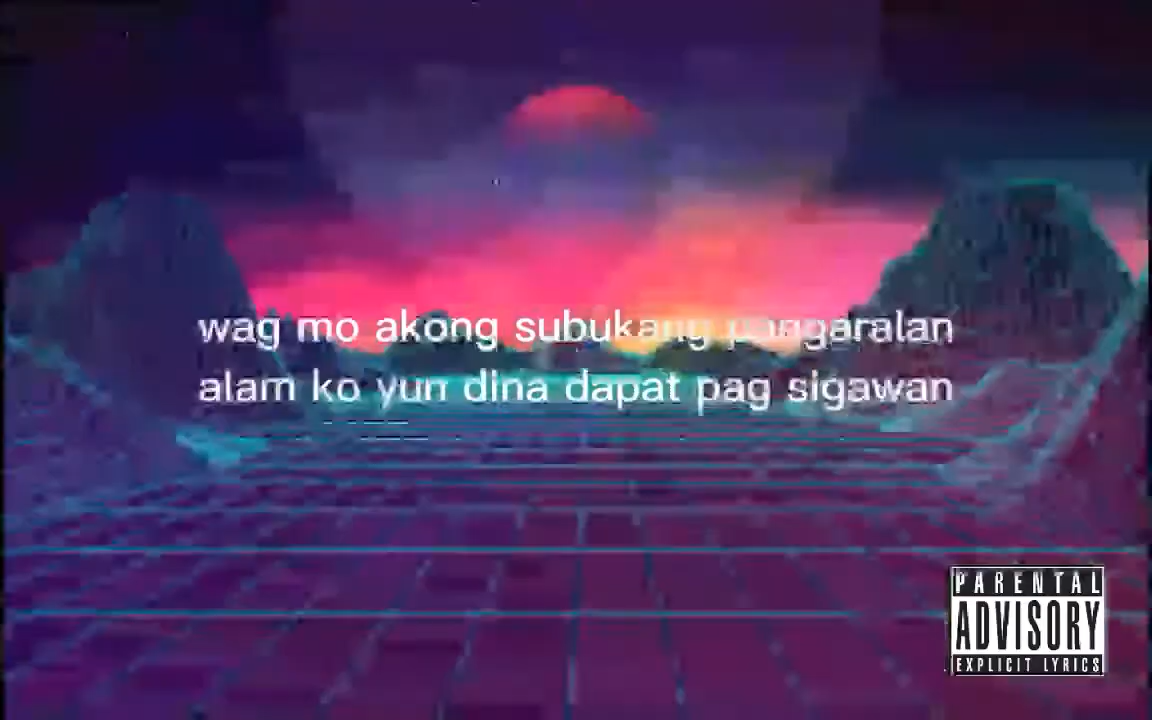 wag mo akong subukang pangaralan
alam ko yun dina dapat pag sigawan
PARENTAL
ADVISORY
EXPLICIT LYRICS